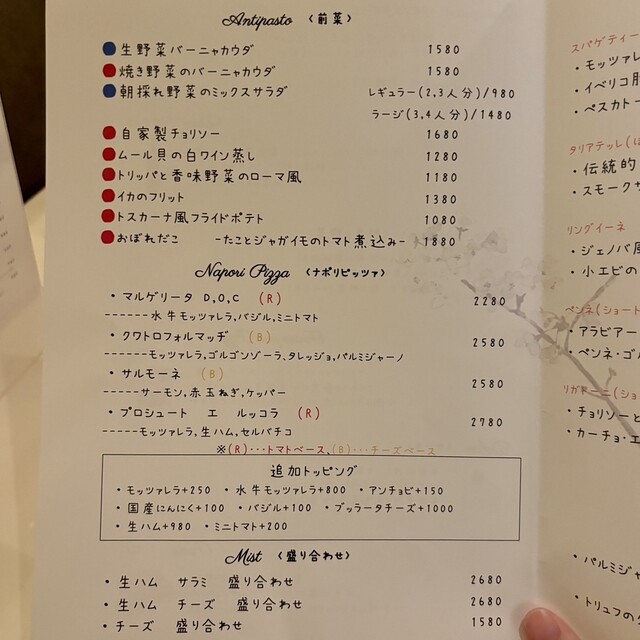 Antipasto 〈前菜〉
生野菜バーニャカウダ 1580
焼き野菜のバーニャカウダ 1580
朝採れ野菜のミックスサラダ レギュラー(2,3人分)/980
ラージ(3,4人分)/1480
自家製チョリソー 1680
ムール貝の白ワイン蒸し 1280
トリッパと香味野菜のローマ風 1180
イカのフリット 1380
トスカーナ風フライドポテト 1080
おぼれだこ -たことジャガイモのトマト煮込み- 1880
Napori Pizza 〈ナポリピッツァ〉
・マルゲリータ D,O,C (R) 2280
------水牛モッツァレラ,バジル,ミニトマト
・クワトロフォルマッヂ (B) 2580
-----モッツァレラ,ゴルゴンゾーラ、タレッジョ,パルミジャーノ
・サルモーネ (B) 2580
-----サーモン,赤玉ねぎ,ケッパー
・プロシュート エ ルッコラ (R) 2780
-----モッツァレラ,生ハム,セルバチコ
※(R)・・・トマトベース、(B)・・・チーズベース
追加トッピング
・モッツァレラ+250 ・水牛モッツァレラ+800 ・アンチョビ+150
・国産にんにく+100 ・バジル+100 ・ブッラータチーズ+1000
・生ハム+980 ・ミニトマト+200
Mist 〈盛り合わせ〉
・生ハム サラミ 盛り合わせ 2680
・生ハム チーズ 盛り合わせ 2680
・チーズ 盛り合わせ 1580
スパゲティー
・モッツァレ
・イベリコ
・ペスカト
タリアテッレ
・伝統的
・スモーク
リングイーネ
・ジェノバ風
・小エビの
ペンネ(ショート
・アラビアー
・ペンネ・ゴル
リガトーニ(ショ
・チョリソーと
・カーチョ・エ
・パルミジャ
・トリュフの